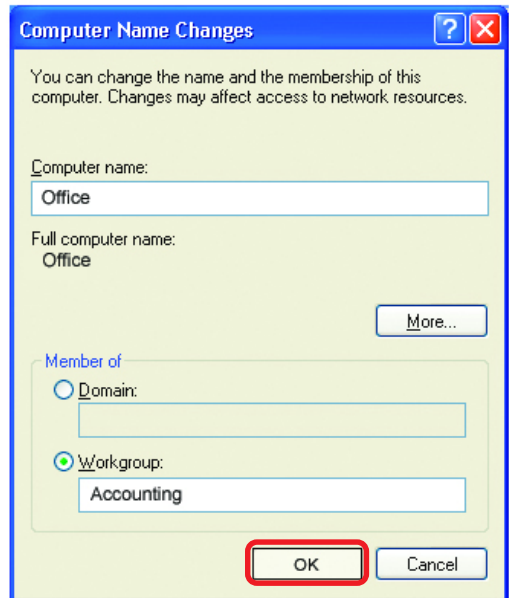 Computer Name Changes
?
You can change the name and the membership of this
computer. Changes may affect access to network resources.
Computer name:
Office
Full computer name:
Office
More...
Member of
Domain:
Workgroup:
Accounting
OK Cancel